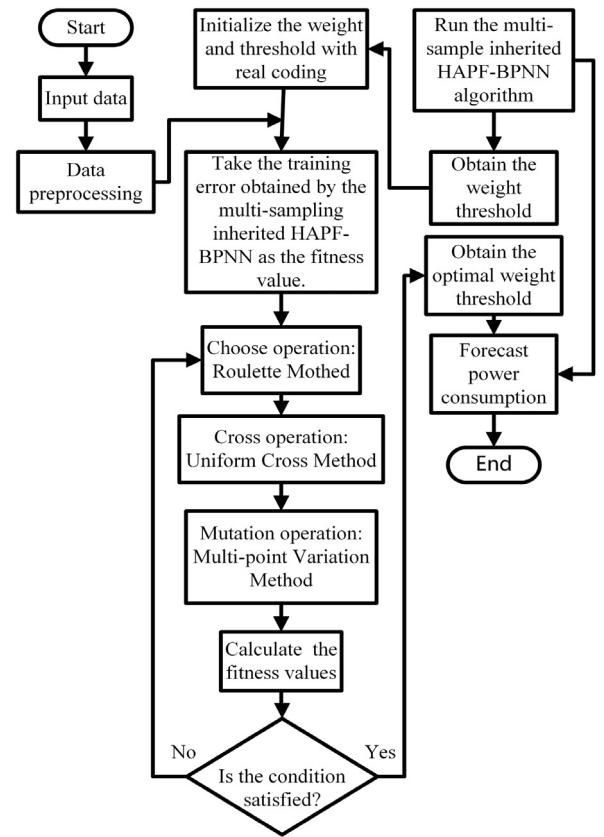 Start
Input data
Data
preprocessing
Initialize the weight
and threshold with
real coding
Take the training
error obtained by the
multi-sampling
inherited HAPF-
BPNN as the fitness
value.
Choose operation:
Roulette Mothed
Cross operation:
Uniform Cross Method
Mutation operation:
Multi-point Variation
Method
Calculate the
fitness values
No
Yes
Is the condition
satisfied?
Run the multi-
sample inherited
HAPF-BPNN
algorithm
Obtain the
weight
threshold
Obtain the
optimal weight
threshold
Forecast
power
consumption
End